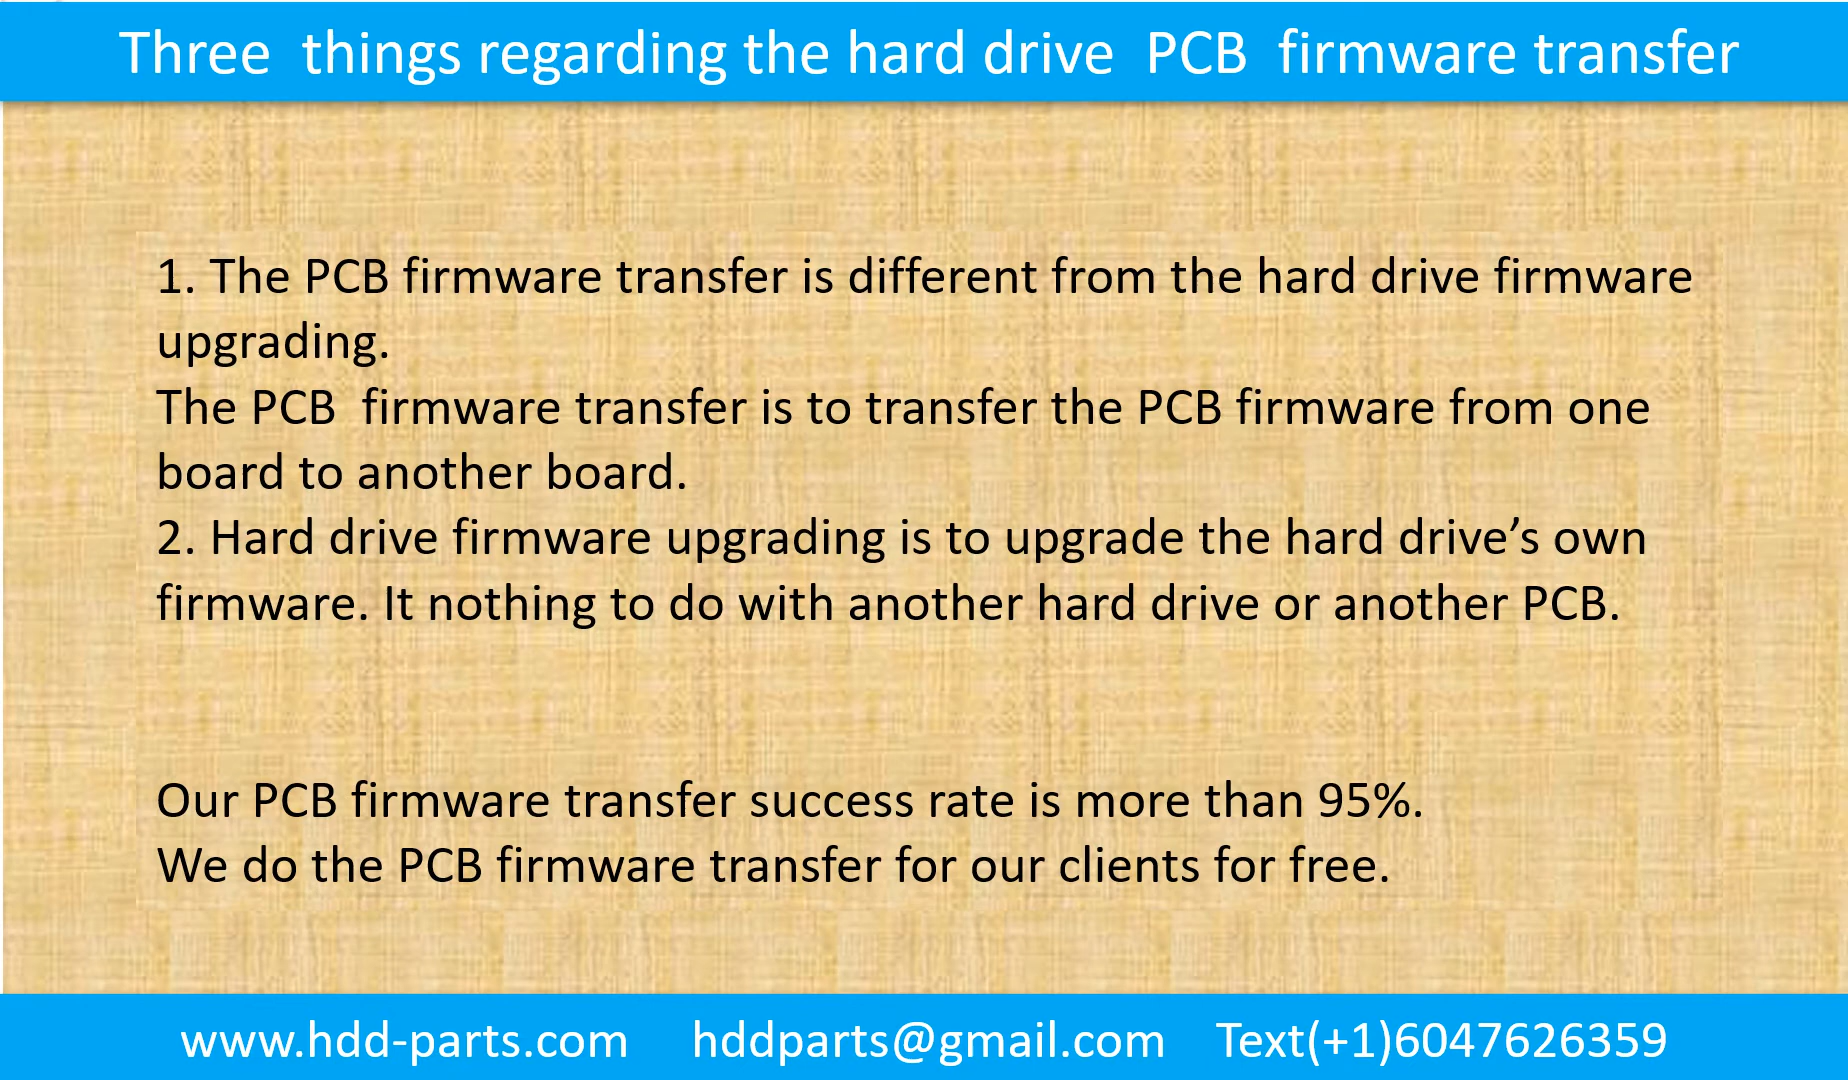 Three things regarding the hard drive PCB firmware transfer
1. The PCB firmware transfer is different from the hard drive firmware
upgrading.
The PCB firmware transfer is to transfer the PCB firmware from one
board to another board.
2. Hard drive firmware upgrading is to upgrade the hard drive’s own
firmware. It nothing to do with another hard drive or another PCB.
Our PCB firmware transfer success rate is more than 95%.
We do the PCB firmware transfer for our clients for free.
www.hdd-parts.com hddparts@gmail.com Text(+1)6047626359